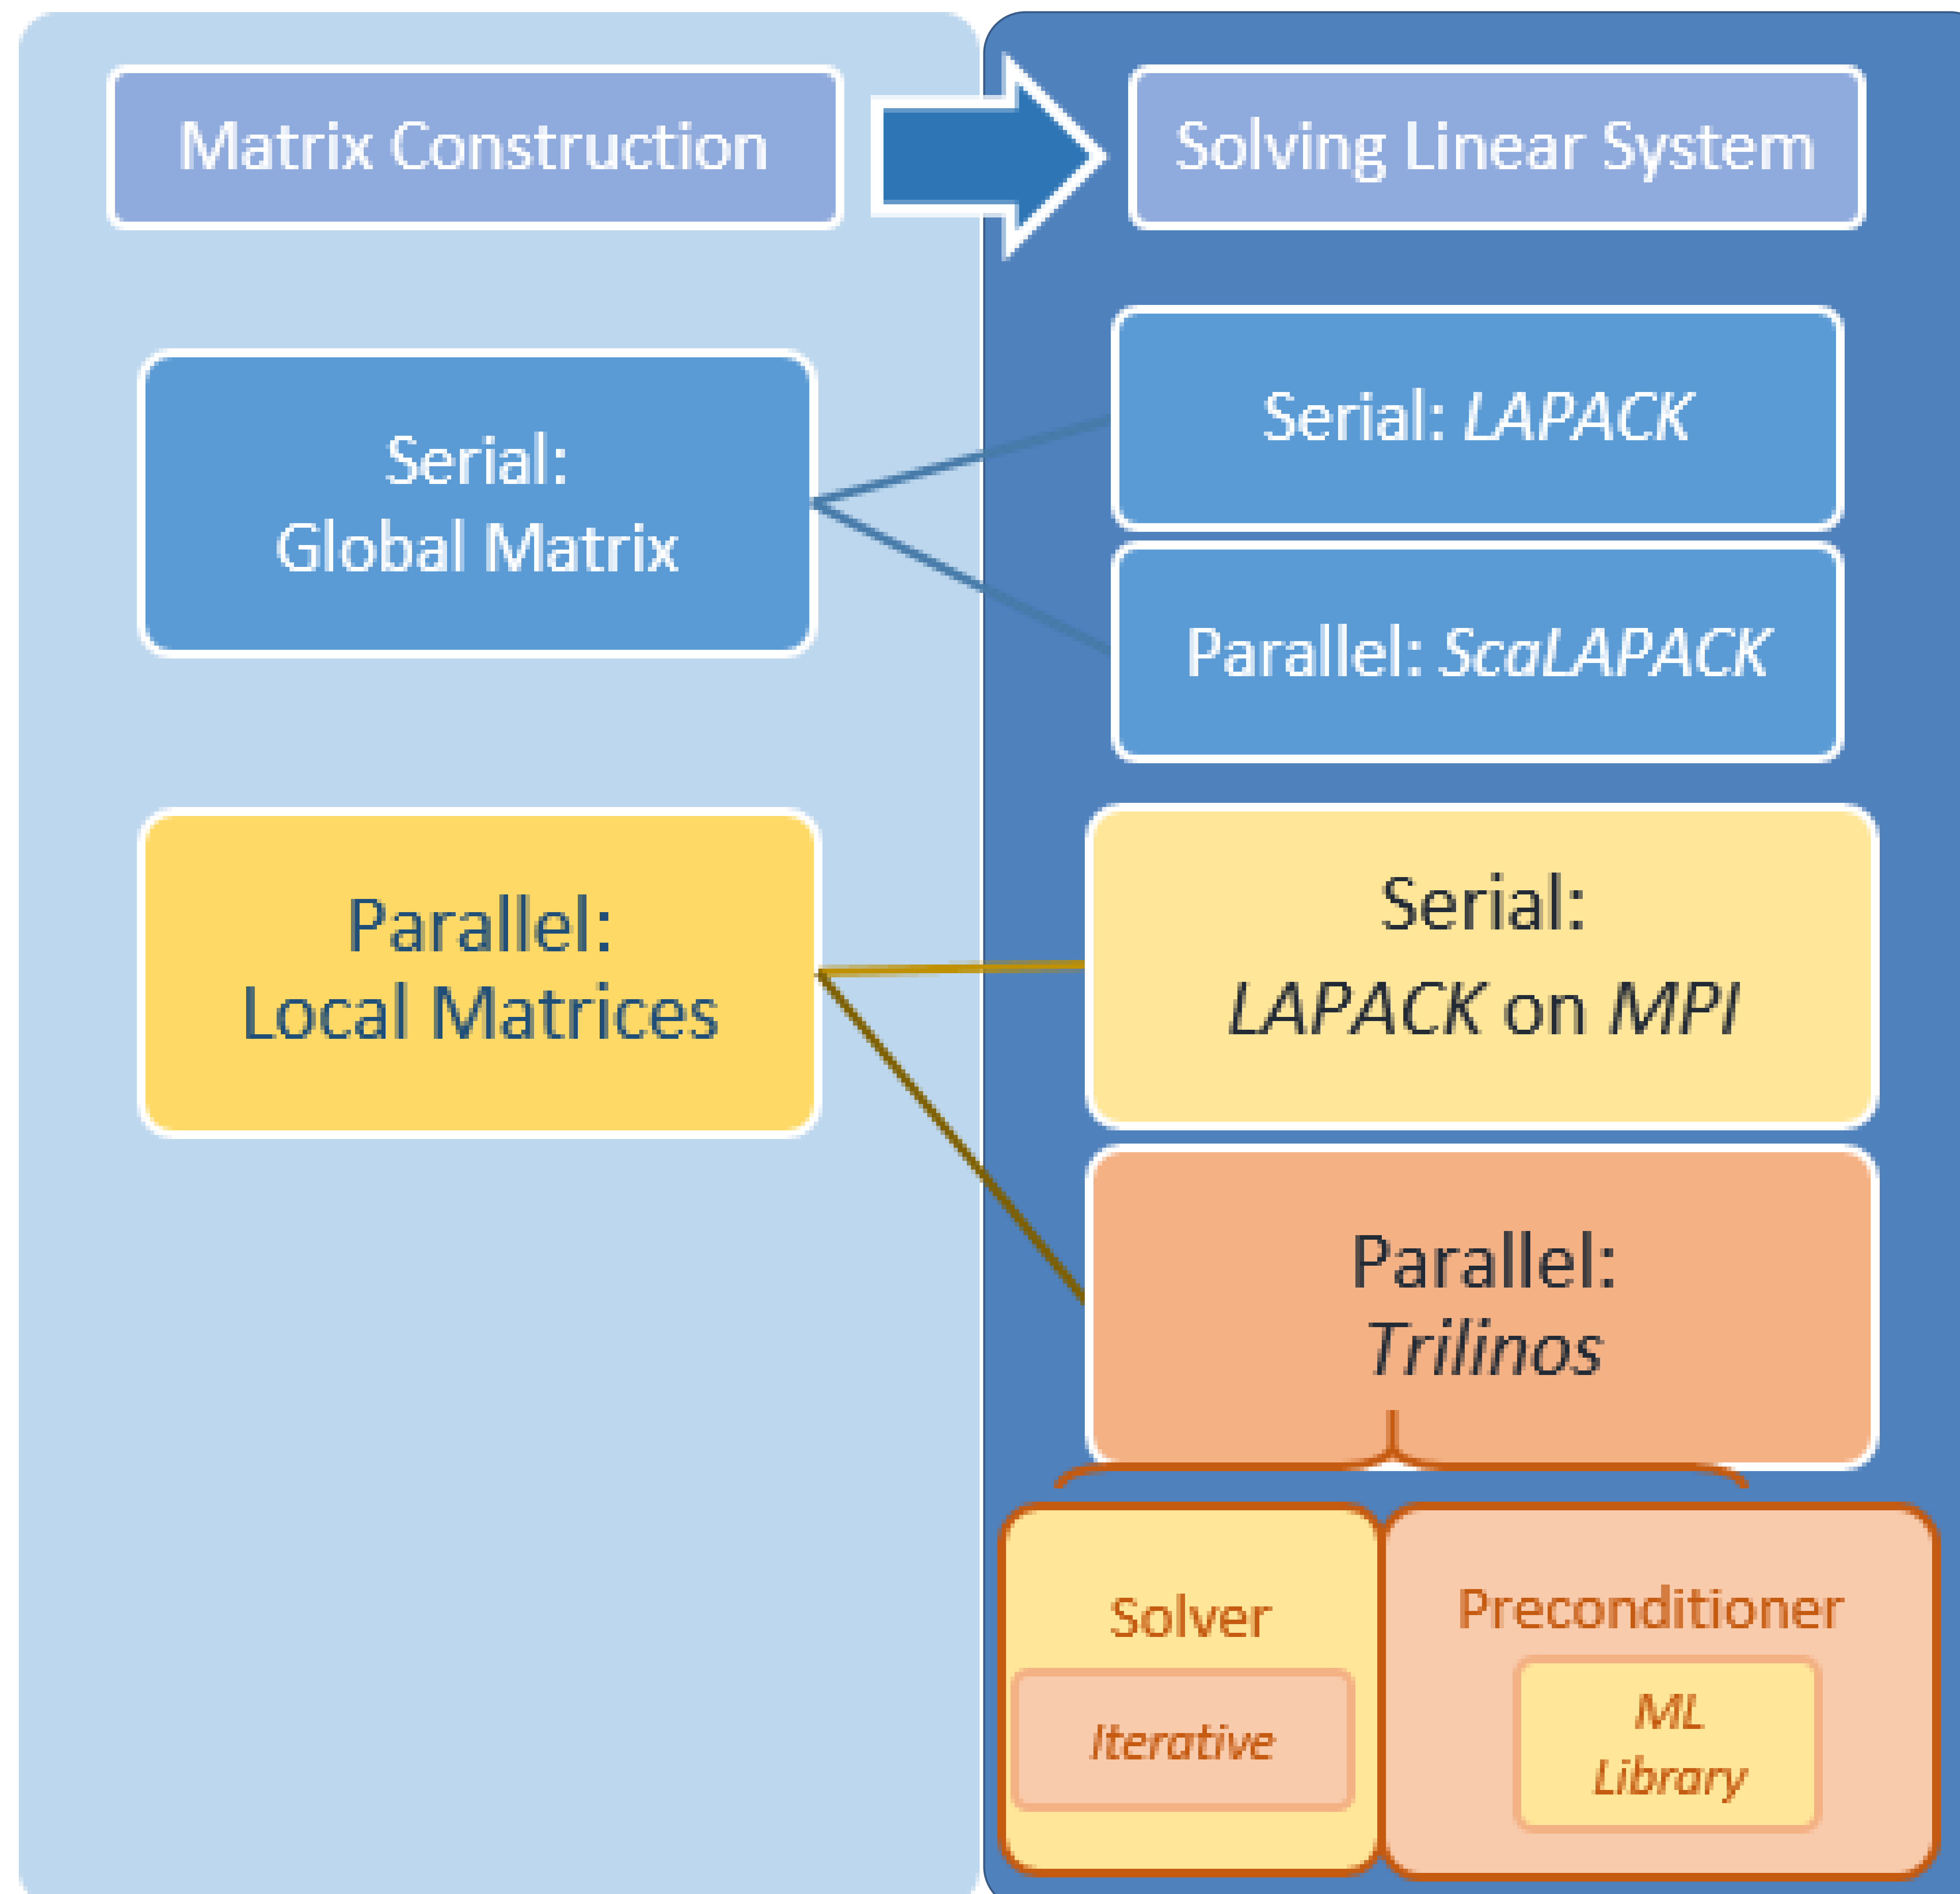 Matrix Construction
Solving Linear System
Serial:
Global Matrix
Serial: LAPACK
Parallel: ScaLAPACK
Parallel:
Local Matrices
Serial:
LAPACK on MPI
Parallel:
Trilinos
Solver
Iterative
Preconditioner
ML
Library